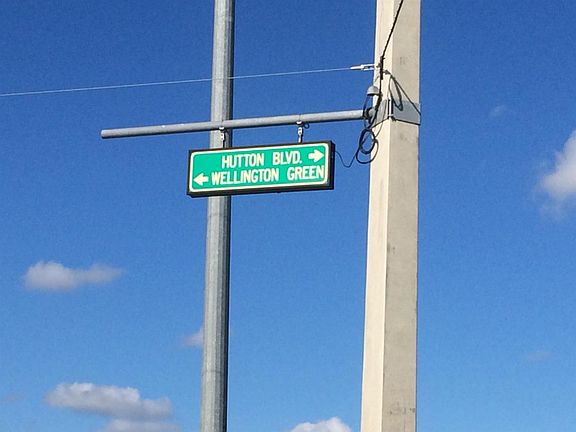 HUTTON BLVD. →
← WELLINGTON GREEN